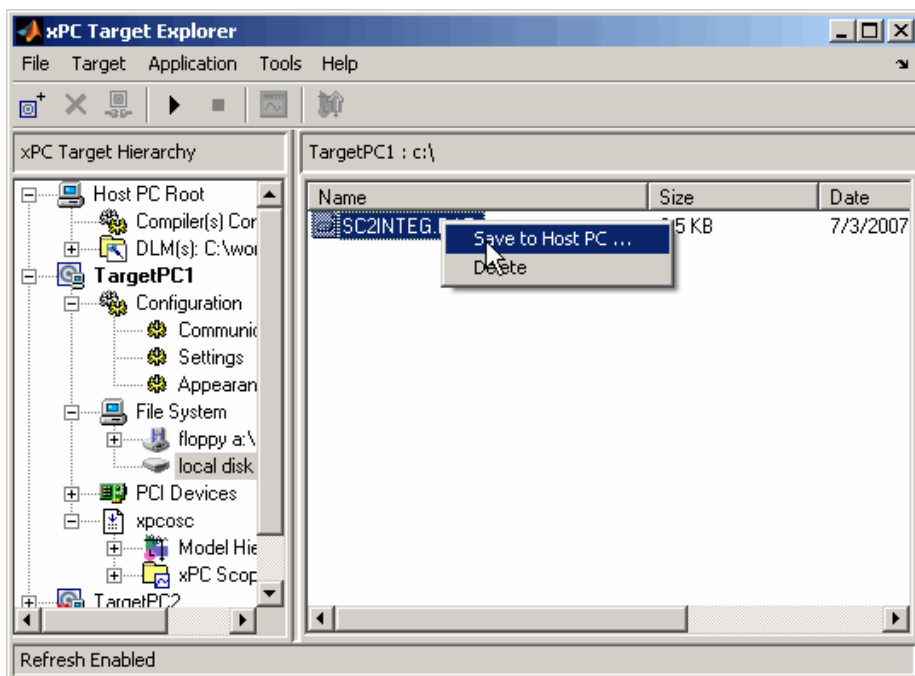 xPC Target Explorer
File Target Application Tools Help
xPC Target Hierarchy
TargetPC1 : c:\
Host PC Root
Compiler(s) Cor
DLM(s): C:\wor
TargetPC1
Configuration
Communic
Settings
Appearan
File System
floppy a:\
local disk
PCI Devices
xpcosc
Model Hie
xPC Scop
TargetPC2
Name Size Date
SC2INTEG. 5 KB 7/3/2007
Save to Host PC ...
Delete
Refresh Enabled